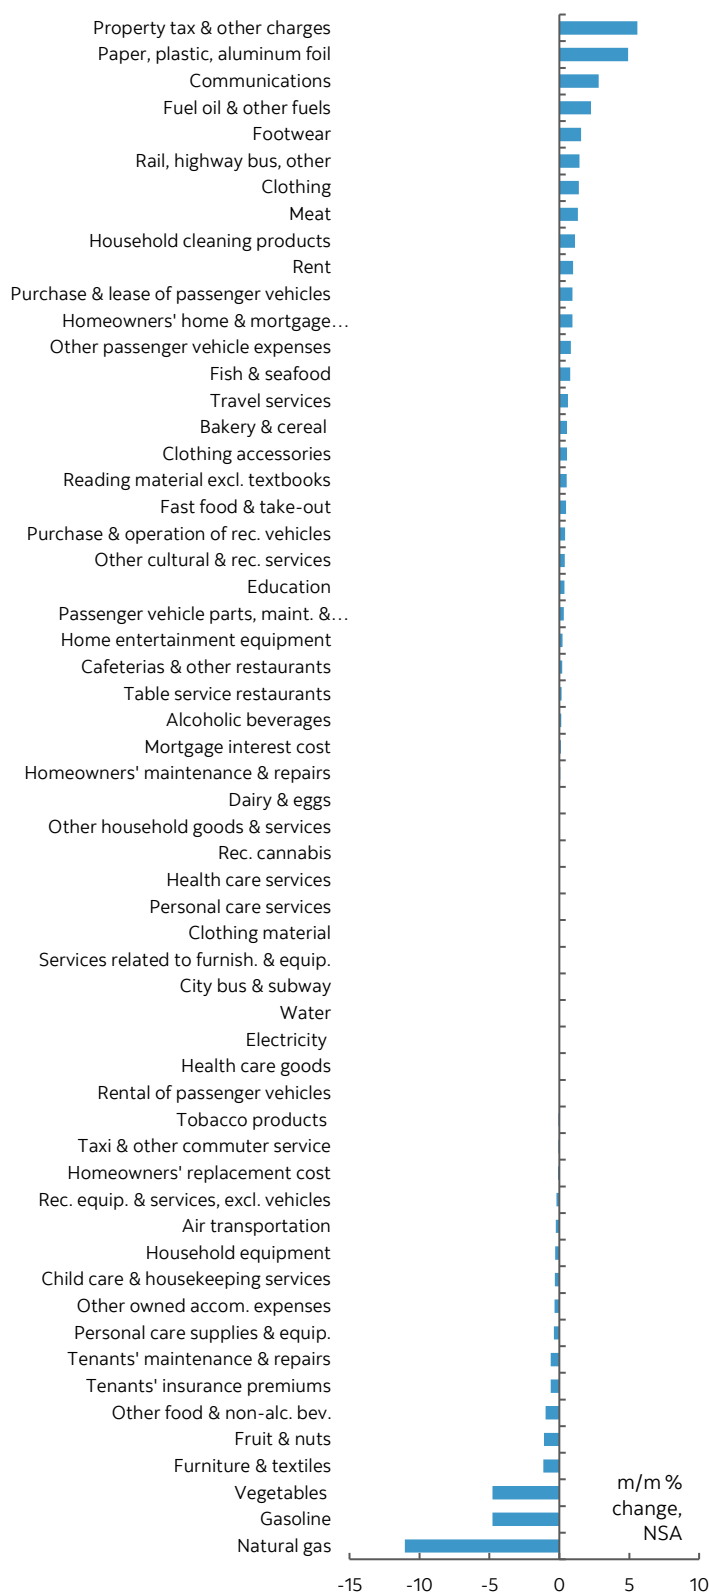 Property tax & other charges
Paper, plastic, aluminum foil
Communications
Fuel oil & other fuels
Footwear
Rail, highway bus, other
Clothing
Meat
Household cleaning products
Rent
Purchase & lease of passenger vehicles
Homeowners' home & mortgage…
Other passenger vehicle expenses
Fish & seafood
Travel services
Bakery & cereal
Clothing accessories
Reading material excl. textbooks
Fast food & take-out
Purchase & operation of rec. vehicles
Other cultural & rec. services
Education
Passenger vehicle parts, maint. &…
Home entertainment equipment
Cafeterias & other restaurants
Table service restaurants
Alcoholic beverages
Mortgage interest cost
Homeowners' maintenance & repairs
Dairy & eggs
Other household goods & services
Rec. cannabis
Health care services
Personal care services
Clothing material
Services related to furnish. & equip.
City bus & subway
Water
Electricity
Health care goods
Rental of passenger vehicles
Tobacco products
Taxi & other commuter service
Homeowners' replacement cost
Rec. equip. & services, excl. vehicles
Air transportation
Household equipment
Child care & housekeeping services
Other owned accom. expenses
Personal care supplies & equip.
Tenants' maintenance & repairs
Tenants' insurance premiums
Other food & non-alc. bev.
Fruit & nuts
Furniture & textiles
Vegetables
Gasoline
Natural gas
m/m %
change,
NSA
-15 -10 -5 0 5 10